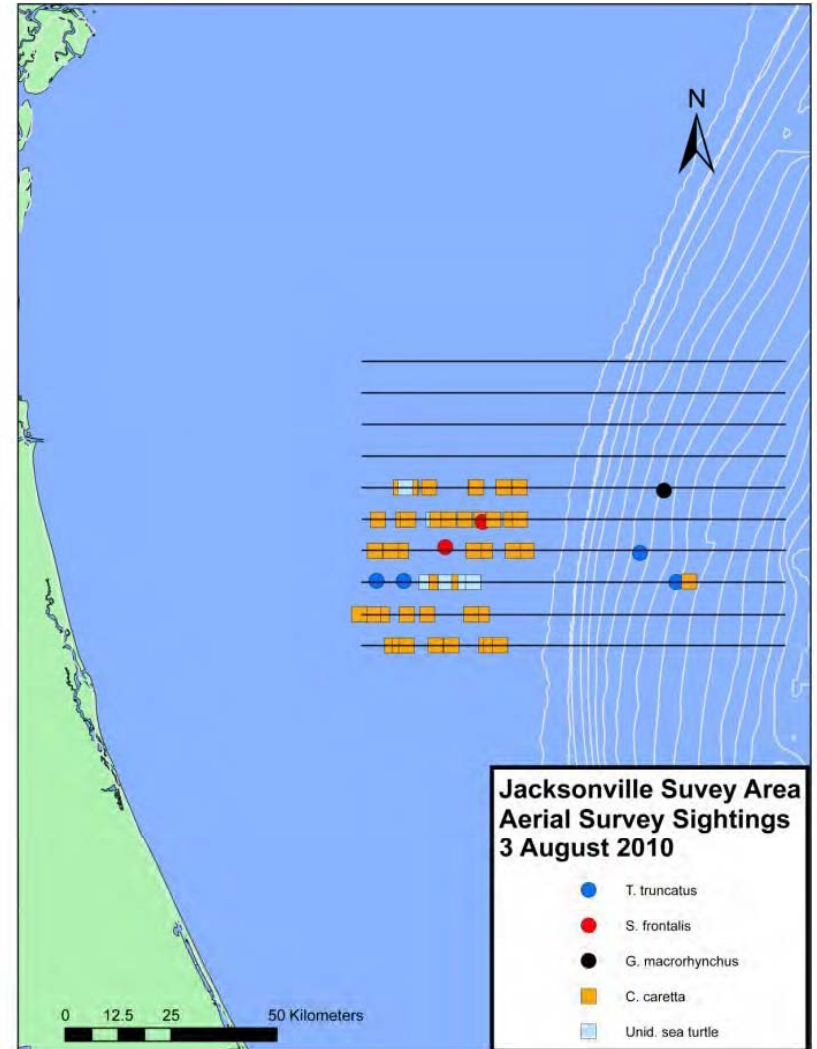 N
Jacksonville Suvey Area
Aerial Survey Sightings
3 August 2010
T. truncatus
S. frontalis
G. macrorhynchus
C. caretta
Unid. sea turtle
0 12.5 25 50 Kilometers